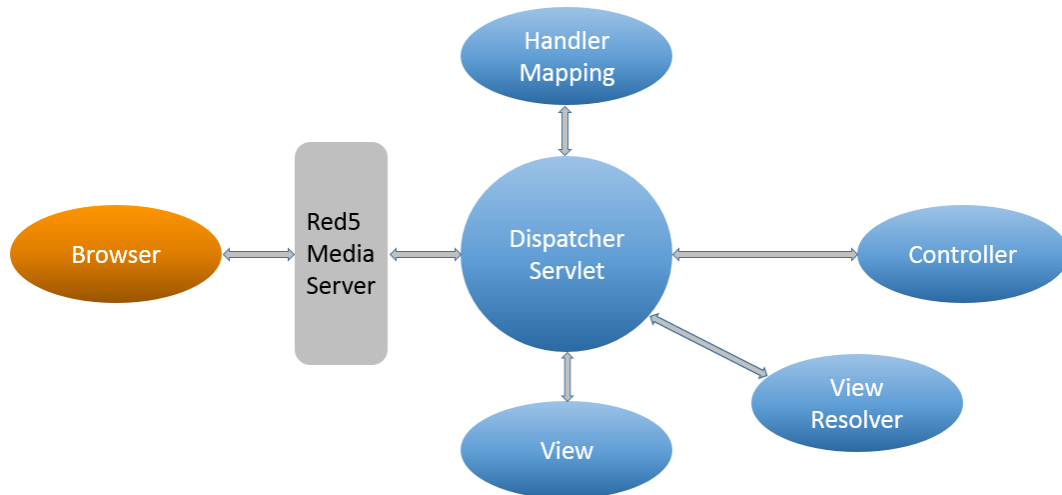 Handler
Mapping
Red5
Media
Server
Browser
Dispatcher
Servlet
Controller
View
Resolver
View